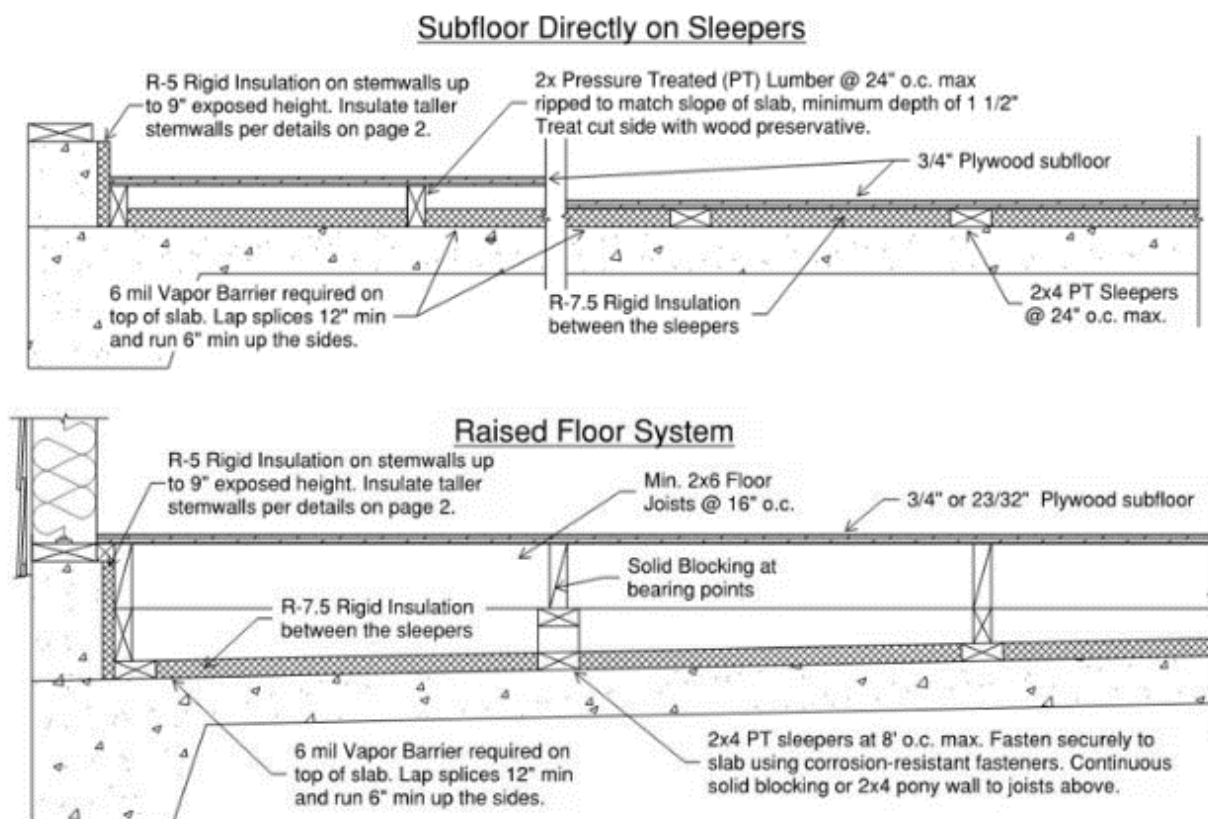 Subfloor Directly on Sleepers
R-5 Rigid Insulation on stemwalls up
to 9" exposed height. Insulate taller
stemwalls per details on page 2.
2x Pressure Treated (PT) Lumber @ 24" o.c. max
ripped to match slope of slab, minimum depth of 1 1/2"
Treat cut side with wood preservative.
3/4" Plywood subfloor
6 mil Vapor Barrier required on
top of slab. Lap splices 12" min
and run 6" min up the sides.
R-7.5 Rigid Insulation
between the sleepers
2x4 PT Sleepers
@ 24" o.c. max.
Raised Floor System
R-5 Rigid Insulation on stemwalls up
to 9" exposed height. Insulate taller
stemwalls per details on page 2.
Min. 2x6 Floor
Joists @ 16" o.c.
3/4" or 23/32" Plywood subfloor
Solid Blocking at
bearing points
R-7.5 Rigid Insulation
between the sleepers
6 mil Vapor Barrier required on
top of slab. Lap splices 12" min
and run 6" min up the sides.
2x4 PT sleepers at 8' o.c. max. Fasten securely to
slab using corrosion-resistant fasteners. Continuous
solid blocking or 2x4 pony wall to joists above.